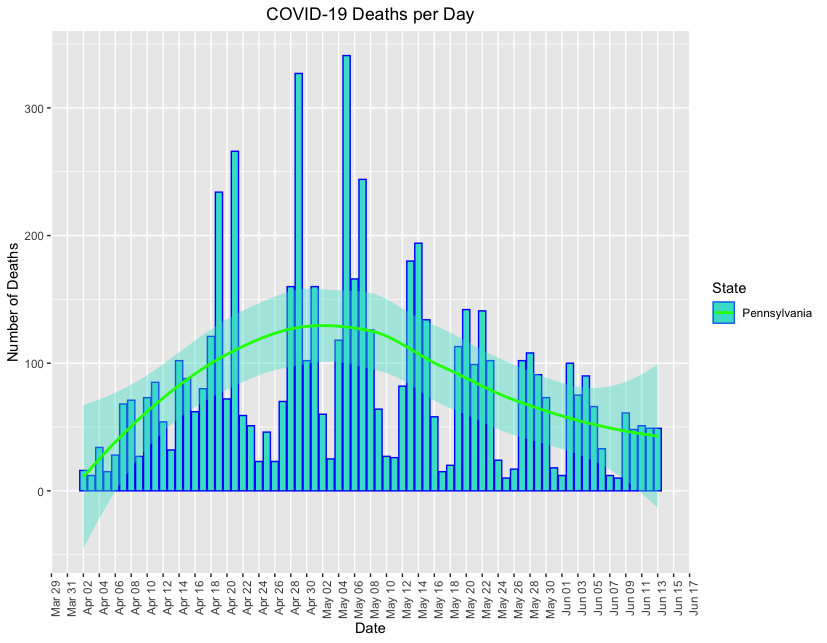 COVID-19 Deaths per Day
Number of Deaths
300
200
100
0
Mar 29
Mar 31
Apr 02
Apr 04
Apr 06
Apr 08
Apr 10
Apr 12
Apr 14
Apr 16
Apr 18
Apr 20
Apr 22
Apr 24
Apr 26
Apr 28
Apr 30
May 02
May 04
May 06
May 08
May 10
May 12
May 14
May 16
May 18
May 20
May 22
May 24
May 26
May 28
May 30
Jun 01
Jun 03
Jun 05
Jun 07
Jun 09
Jun 11
Jun 13
Jun 15
Jun 17
Date
State
Pennsylvania